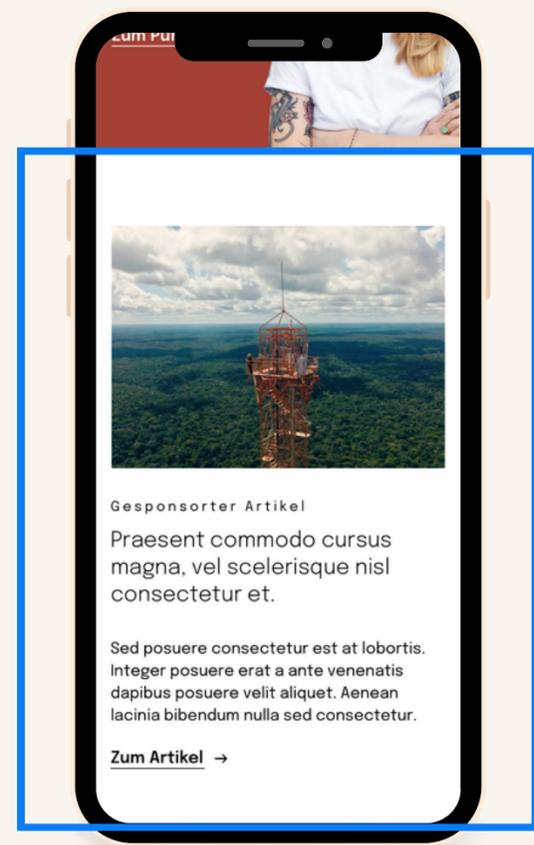 Zum
Gesponsorter Artikel
Praesent commodo cursus
magna, vel scelerisque nisl
consectetur et.
Sed posuere consectetur est at lobortis.
Integer posuere erat a ante venenatis
dapibus posuere velit aliquet. Aenean
lacinia bibendum nulla sed consectetur.
Zum Artikel →